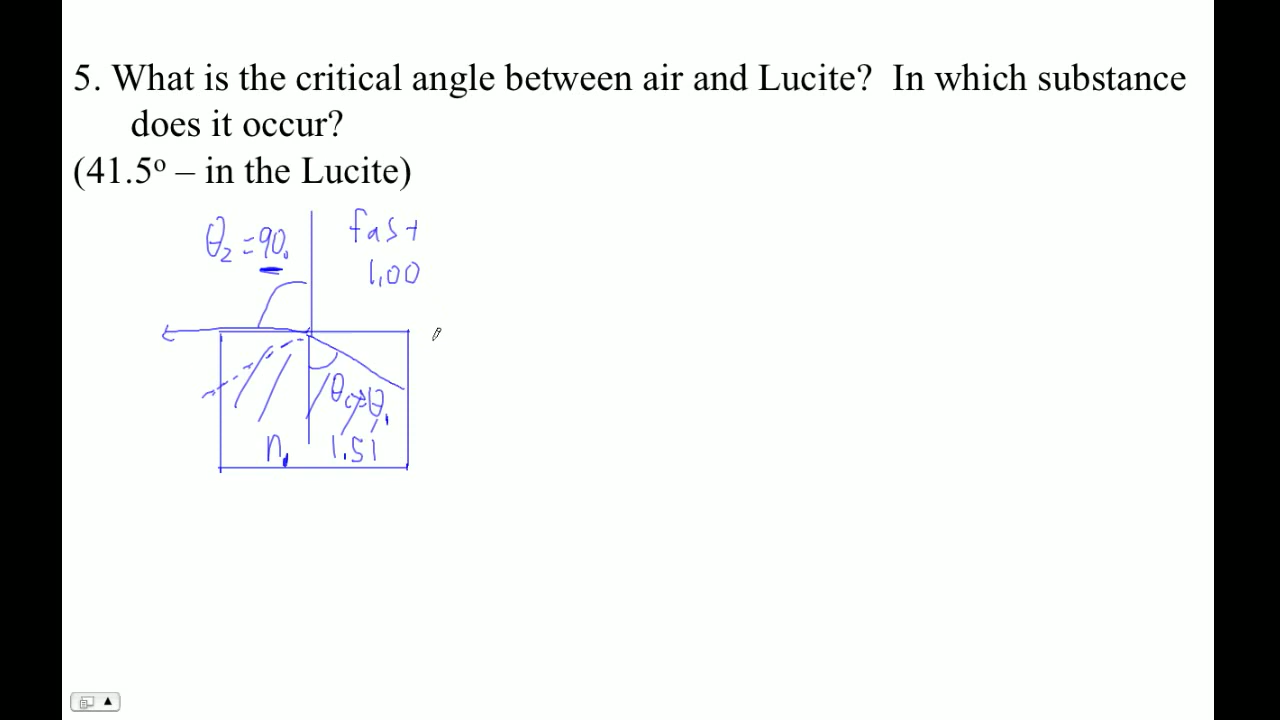 5. What is the critical angle between air and Lucite? In which substance
does it occur?
(41.5º – in the Lucite)
θ₂ = 90°
fast
1.00
θc → θ₁
n₁ 1.51